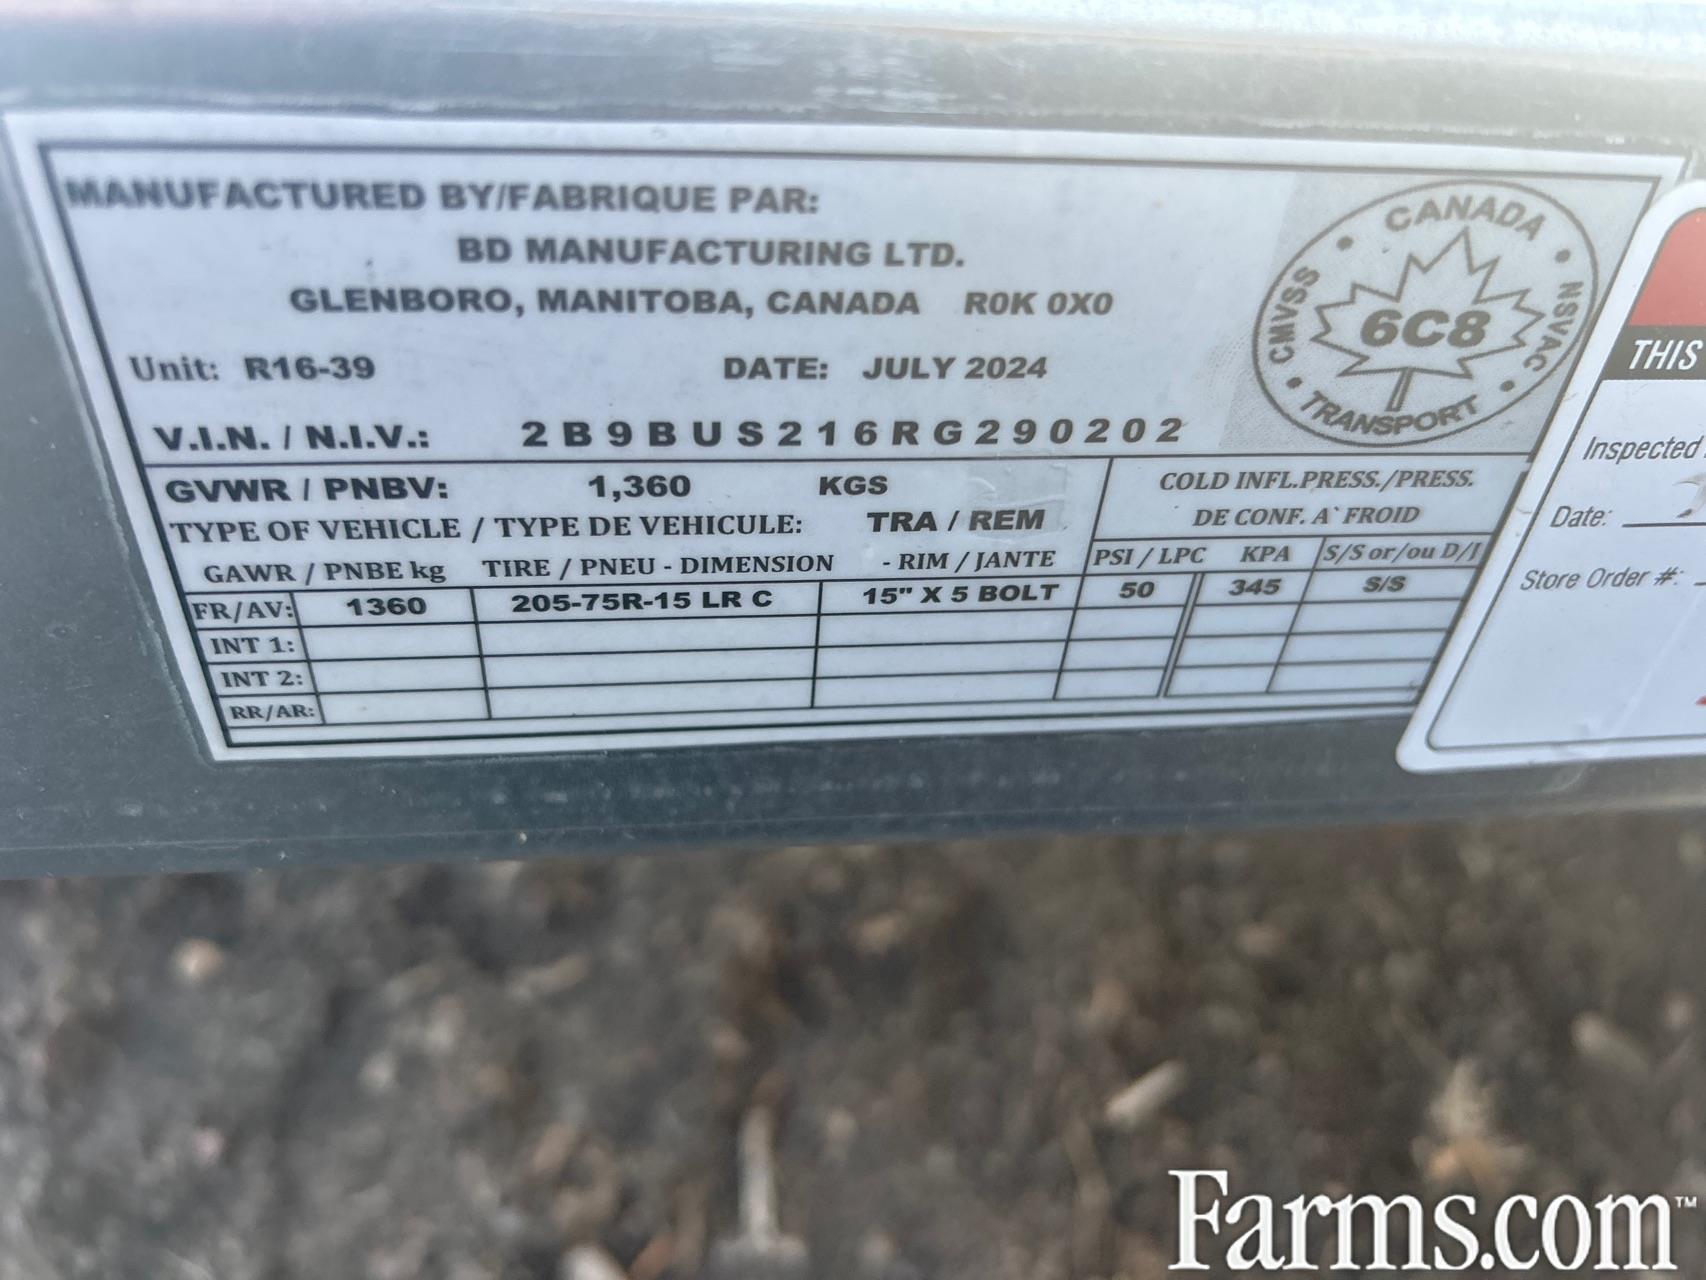 MANUFACTURED BY/FABRIQUE PAR:
BD MANUFACTURING LTD.
GLENBORO, MANITOBA, CANADA R0K 0X0
Unit: R16-39 DATE: JULY 2024
V.I.N. / N.I.V.: 2B9BUS216RG290202
CANADA
CMVSS
NSVAC
6C8
TRANSPORT
GVWR / PNBV: 1,360 KGS
COLD INFL.PRESS./PRESS.
DE CONF. A` FROID
TYPE OF VEHICLE / TYPE DE VEHICULE: TRA / REM
GAWR / PNBE kg TIRE / PNEU - DIMENSION - RIM / JANTE PSI / LPC KPA S/S or/ou D/J
FR/AV: 1360 205-75R-15 LR C 15" X 5 BOLT 50 345 S/S
INT 1:
INT 2:
RR/AR:
THIS
Inspected
Date:
Store Order #:
Farms.com™